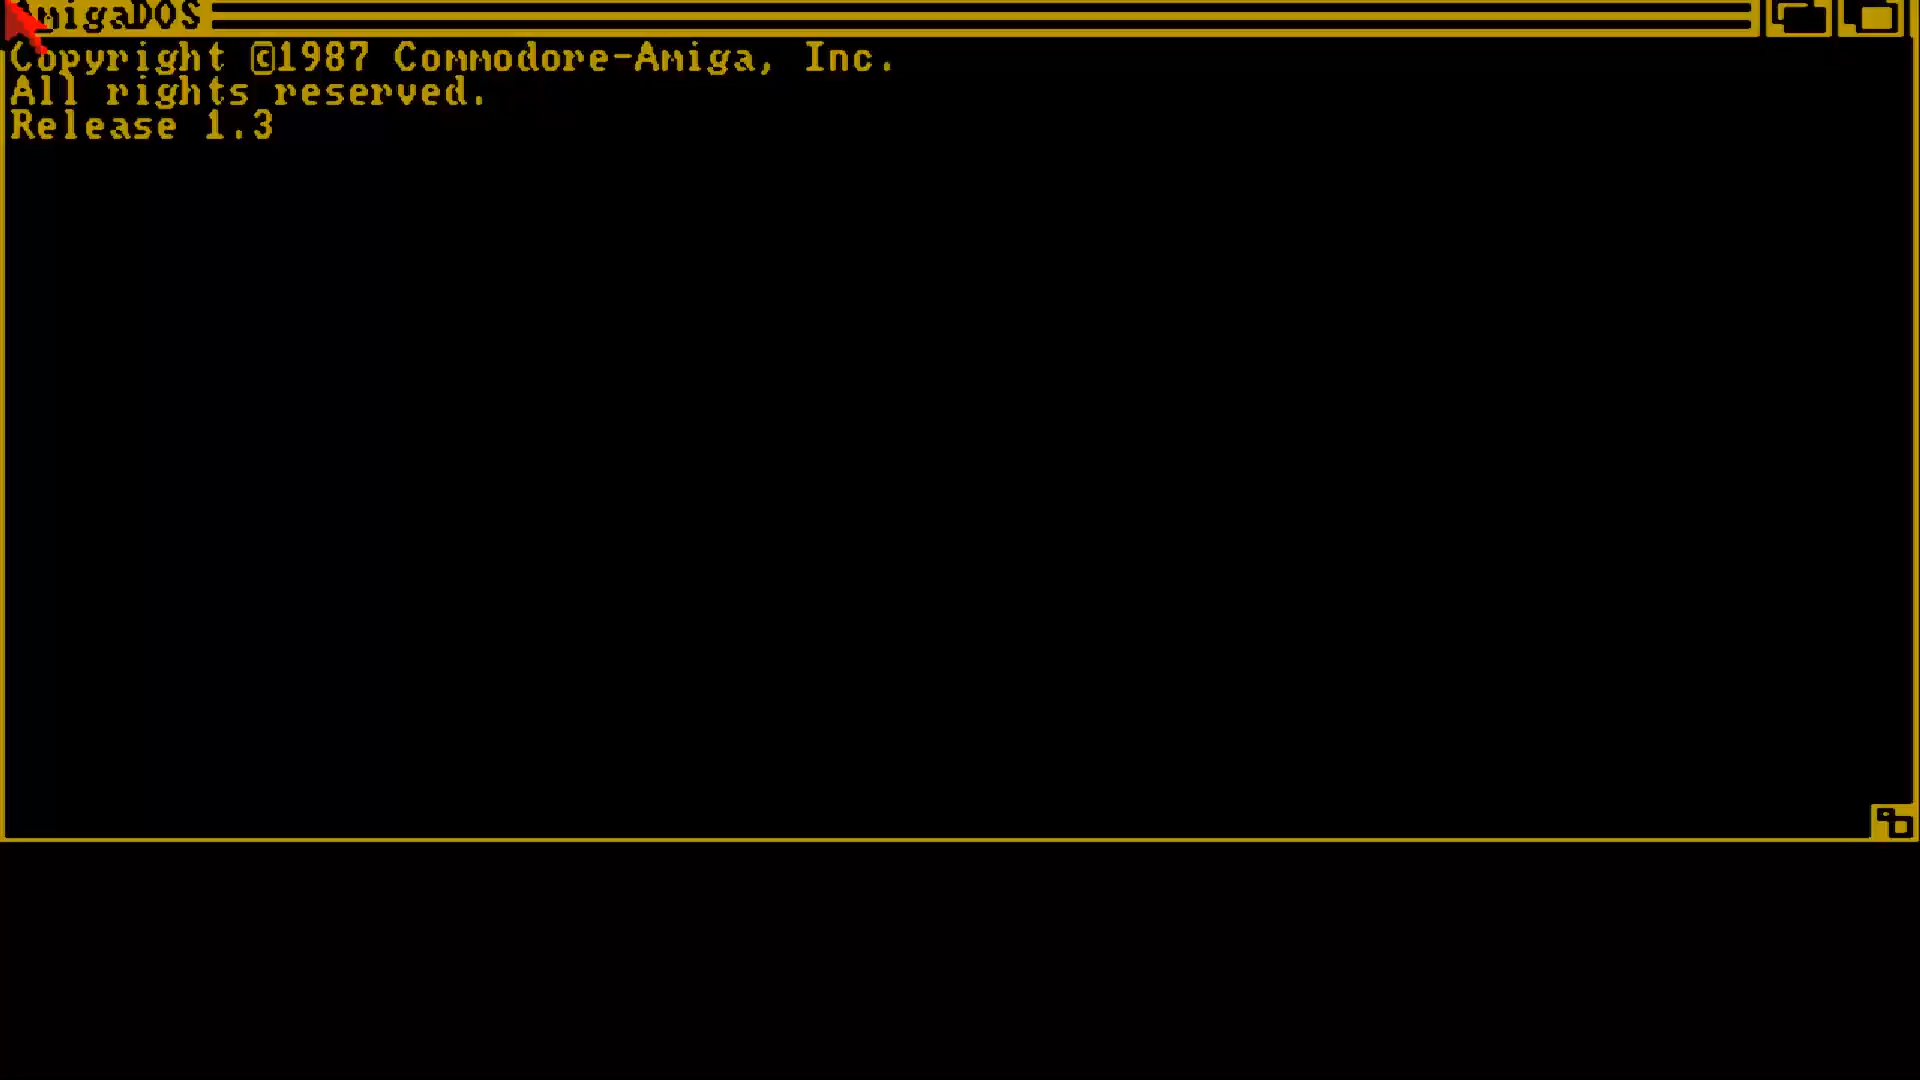 AmigaDOS
Copyright ©1987 Commodore-Amiga, Inc.
All rights reserved.
Release 1.3